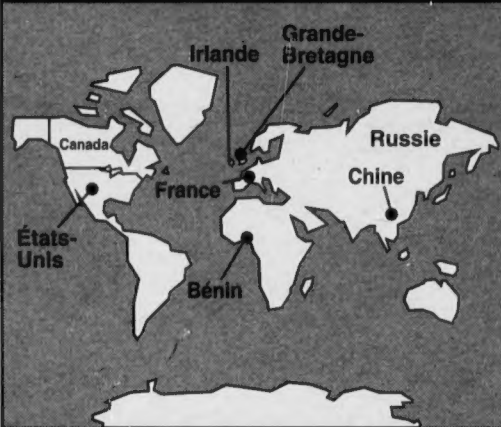 Grande-
Bretagne
Irlande
Russie
Canada
Chine
France
États-
Unis
Bénin